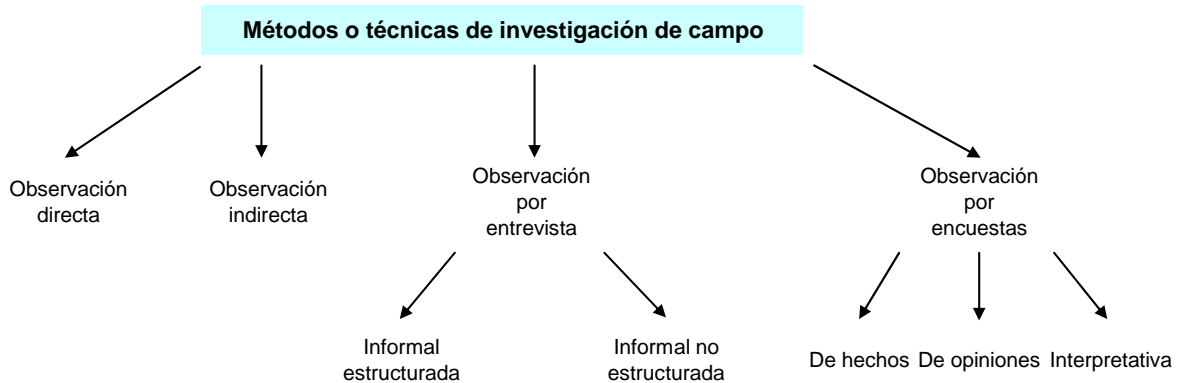 Métodos o técnicas de investigación de campo
Observación
directa
Observación
indirecta
Observación
por
entrevista
Observación
por
encuestas
Informal
estructurada
Informal no
estructurada
De hechos
De opiniones
Interpretativa